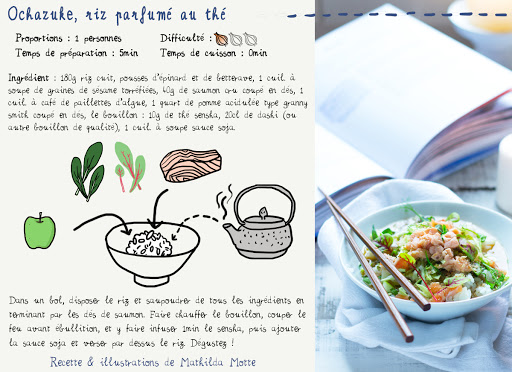 Ochazuke, riz parfumé au thé
Proportions : 1 personnes
Difficulté :
Temps de préparation : 5min
Temps de cuisson : 0min
Ingrédient : 180g riz cuit, pousses d'épinard et de betterave, 1 cuil. à
soupe de graines de sésame torréfiées, 40g de saumon cru coupé en dés, 1
cuil. à café de paillettes d'algue, 1 quart de pomme acidulée type granny
smith coupé en dés, le bouillon : 10g de thé senska, 20cl de dashi (ou
autre bouillon de qualité), 1 cuil. à soupe sauce soja.
Dans un bol, disposer le riz et saupoudrer de tous les ingrédients en
terminant par les dés de saumon. Faire chauffer le bouillon, couper le
feu avant ébullition, et y faire infuser 1min le senska, puis ajouter
la sauce soja et verser par dessus le riz. Dégustez !
Recette & illustrations de Mathilda Motte